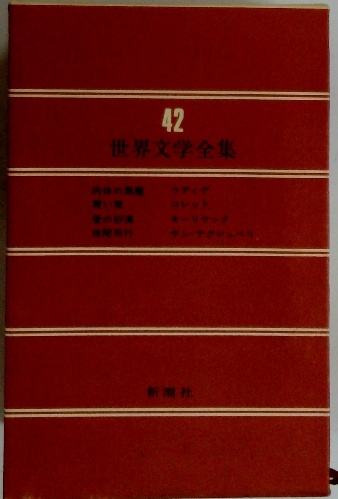 42
世界文学全集
肉体の悪魔 ラディゲ
青い麦 コレット
愛の砂漠 モーリヤック
夜間飛行 サン=テグジュペリ
新潮社